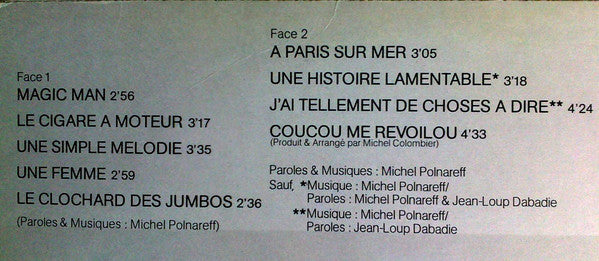 Face 1
MAGIC MAN 2'56
LE CIGARE A MOTEUR 3'17
UNE SIMPLE MELODIE 3'35
UNE FEMME 2'59
LE CLOCHARD DES JUMBOS 2'36
(Paroles & Musiques : Michel Polnareff)
Face 2
A PARIS SUR MER 3'05
UNE HISTOIRE LAMENTABLE* 3'18
J'AI TELLEMENT DE CHOSES A DIRE** 4'24
COUCOU ME REVOILOU 4'33
(Produit & Arrangé par Michel Colombier)
Paroles & Musiques : Michel Polnareff
Sauf, *Musique : Michel Polnareff/
Paroles : Michel Polnareff & Jean-Loup Dabadie
**Musique : Michel Polnareff/
Paroles : Jean-Loup Dabadie